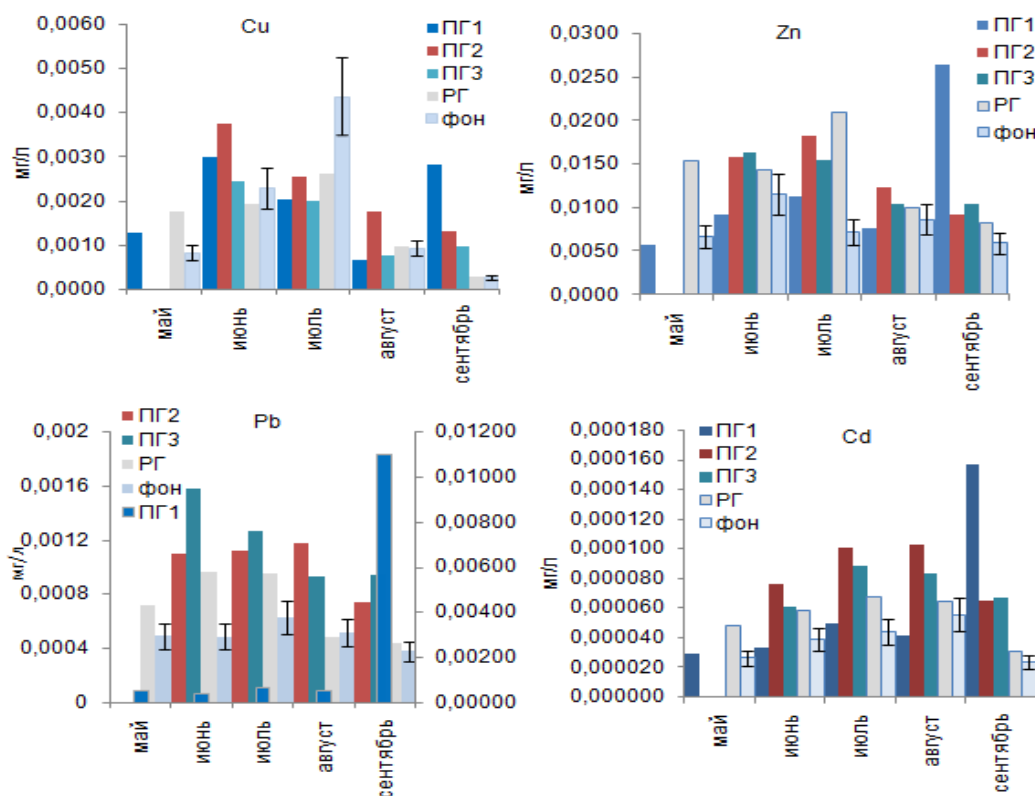 Cu
0,0060
0,0050
0,0040
0,0030
0,0020
0,0010
0,0000
мг/л
ПГ1
ПГ2
ПГ3
РГ
фон
май
июнь
июль
август
сентябрь
Zn
0,0300
0,0250
0,0200
0,0150
0,0100
0,0050
0,0000
мг/л
ПГ1
ПГ2
ПГ3
РГ
фон
май
июнь
июль
август
сентябрь
Pb
0,002
0,0016
0,0012
0,0008
0,0004
0
мг/л
ПГ2
ПГ3
РГ
фон
ПГ1
0,01200
0,01000
0,00800
0,00600
0,00400
0,00200
0,00000
май
июнь
июль
август
сентябрь
Cd
0,000180
0,000160
0,000140
0,000120
0,000100
0,000080
0,000060
0,000040
0,000020
0,000000
мг/л
ПГ1
ПГ2
ПГ3
РГ
фон
май
июнь
июль
август
сентябрь